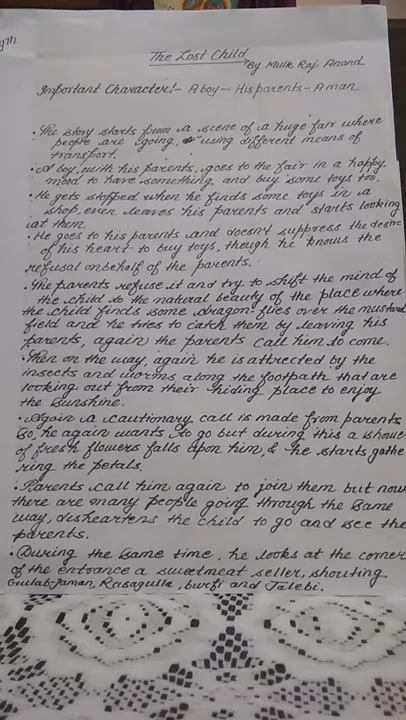 The Lost Child
By Mulk Raj Anand
Important Character:- A boy - His parents - A man
• The story starts from a scene of a huge fair where
people are going, using different means of
transport.
• A boy, with his parents, goes to the fair in a happy
mood to have something, and buy some toys too.
• He gets stopped when he finds some toys in a
shop, even leaves his parents and starts looking
at them.
• He goes to his parents and doesn't suppress the desire
of his heart to buy toys, though he knows the
refusal on behalf of the parents.
• The parents refuse it and try to shift the mind of
the child to the natural beauty of the place where
the child finds some dragon flies over the mustard
field and he tries to catch them by leaving his
parents, again the parents call him to come.
• Then on the way, again he is attrected by the
insects and worms along the footpath that are
looking out from their hiding place to enjoy
the sunshine.
• Again a cautionary call is made from parents
So, he again wants to go but during this a shower
of fresh flowers falls upon him, & he starts gathe
ring the petals.
• Parents call him again to join them but now
there are many people going through the same
way, disheartens the child to go and see the
parents.
• During the same time, he looks at the corner
of the entrance a sweetmeat seller, shouting
Gulab-Jaman, Rasagulle, burfi and Jalebi.